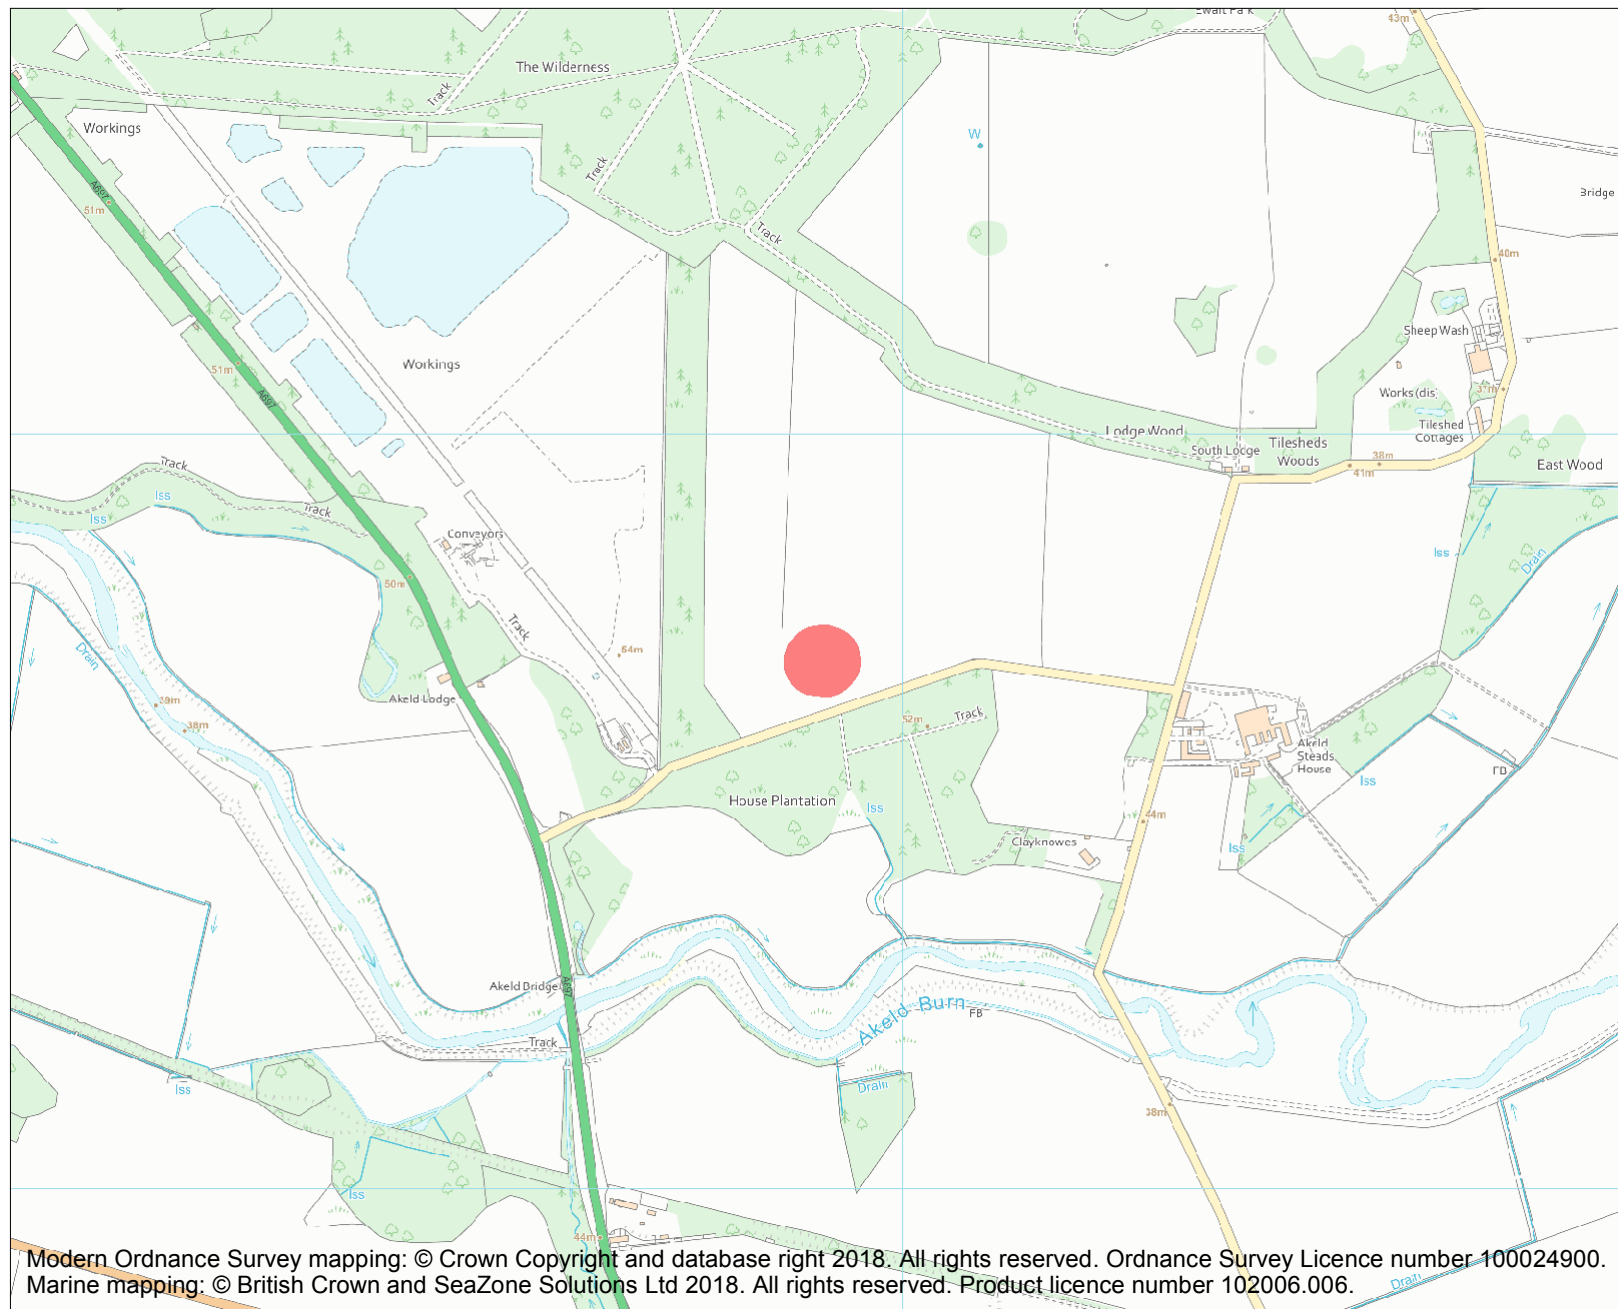 Ewart Park
43m
The Wilderness
Track
Workings
W
Track
A697
51m
Bridge
Track
40m
Sheep Wash
Workings
51m
A697
37m
Works (dis)
Tileshed
Cottages
Lodge Wood
South Lodge
Tilesheds
Woods
38m
41m
East Wood
Track
Iss
Iss
Track
Conveyors
Iss
Drain
50m
Track
Drain
54m
Akeld Lodge
39m
38m
52m
Track
Akeld
Steads
House
FB
Iss
House Plantation
Iss
44m
Clayknowes
Iss
Akeld Bridge
A697
Akeld Burn
FB
Track
Iss
Drain
38m
Iss
44m
Modern Ordnance Survey mapping: © Crown Copyright and database right 2018. All rights reserved. Ordnance Survey Licence number 100024900.
Marine mapping: © British Crown and SeaZone Solutions Ltd 2018. All rights reserved. Product licence number 102006.006.
Drain